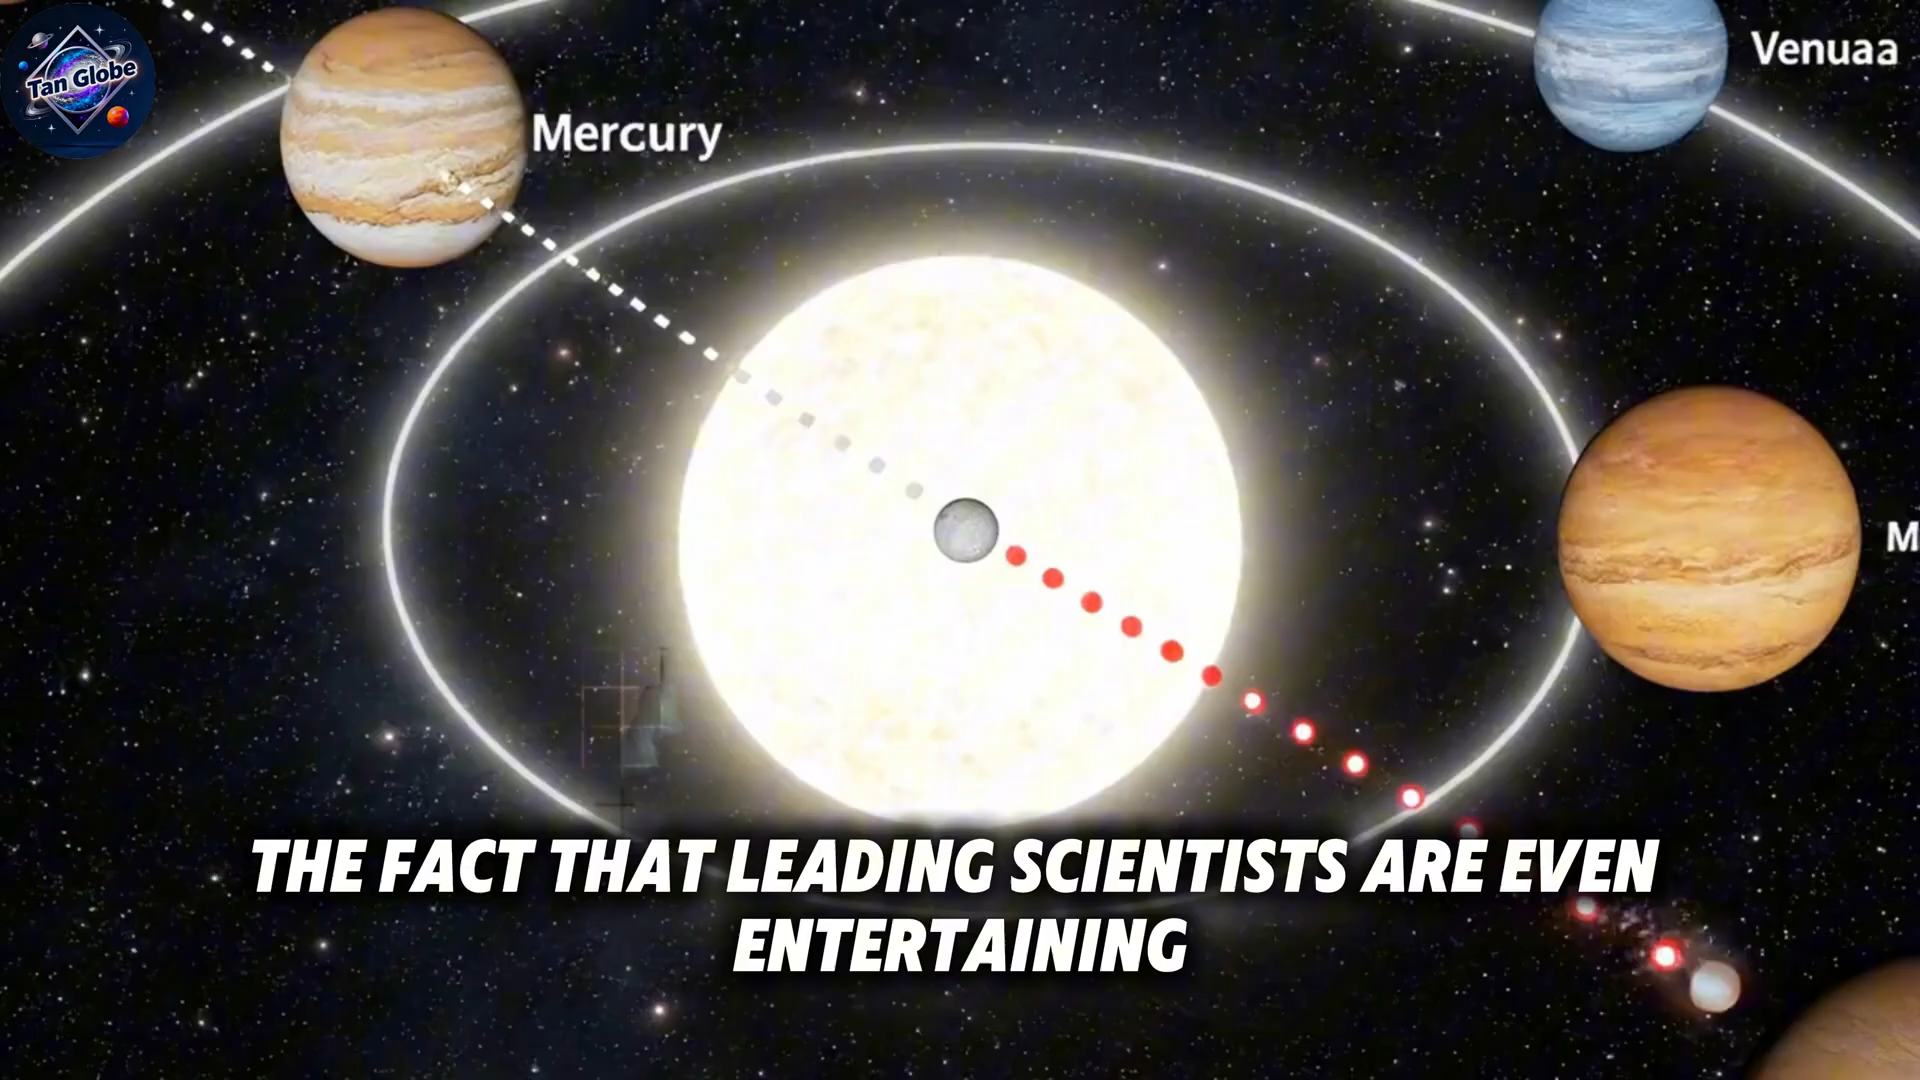 Tan Globe
Venuaa
Mercury
M
THE FACT THAT LEADING SCIENTISTS ARE EVEN
ENTERTAINING